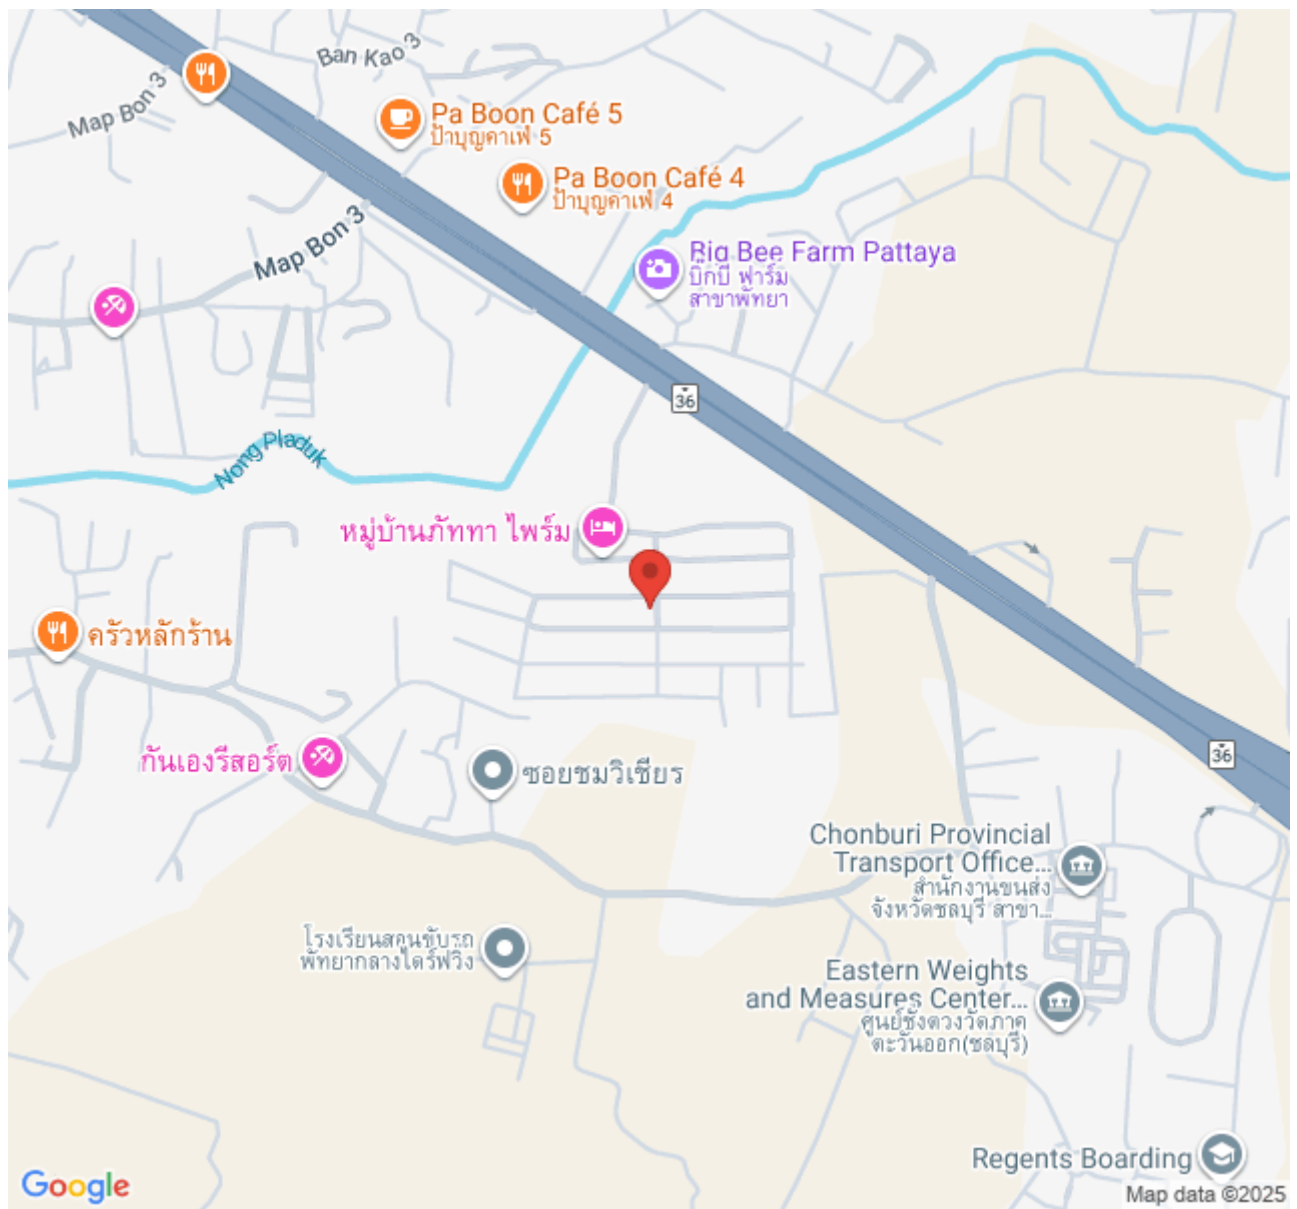 Ban Kao 3
Map Bon 3
Pa Boon Café 5
ป้าบุญคาเฟ่ 5
Pa Boon Café 4
ป้าบุญคาเฟ่ 4
Map Bon 3
Big Bee Farm Pattaya
บิ๊กบี ฟาร์ม
สาขาพัทยา
36
Nong Pladuk
หมู่บ้านภัททา ไพร์ม
ครัวหลักร้าน
กันเองรีสอร์ต
ซอยชมวิเชียร
36
Chonburi Provincial
Transport Office...
สำนักงานขนส่ง
จังหวัดชลบุรี สาขา...
โรงเรียนสอนขับรถ
พัทยากลางไดร์ฟวิ่ง
Eastern Weights
and Measures Center...
ศูนย์ชั่งตวงวัดภาค
ตะวันออก(ชลบุรี)
Regents Boarding
Google
Map data ©2025